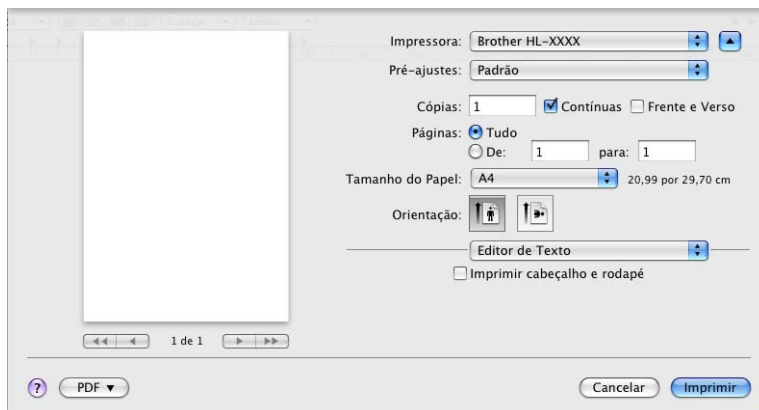 Impressora: Brother HL-XXXX
Pré-ajustes: Padrão
Cópias: 1 Contínuas Frente e Verso
Páginas: Tudo
De: 1 para: 1
Tamanho do Papel: A4 20,99 por 29,70 cm
Orientação:
Editor de Texto
Imprimir cabeçalho e rodapé
1 de 1
? PDF Cancelar Imprimir